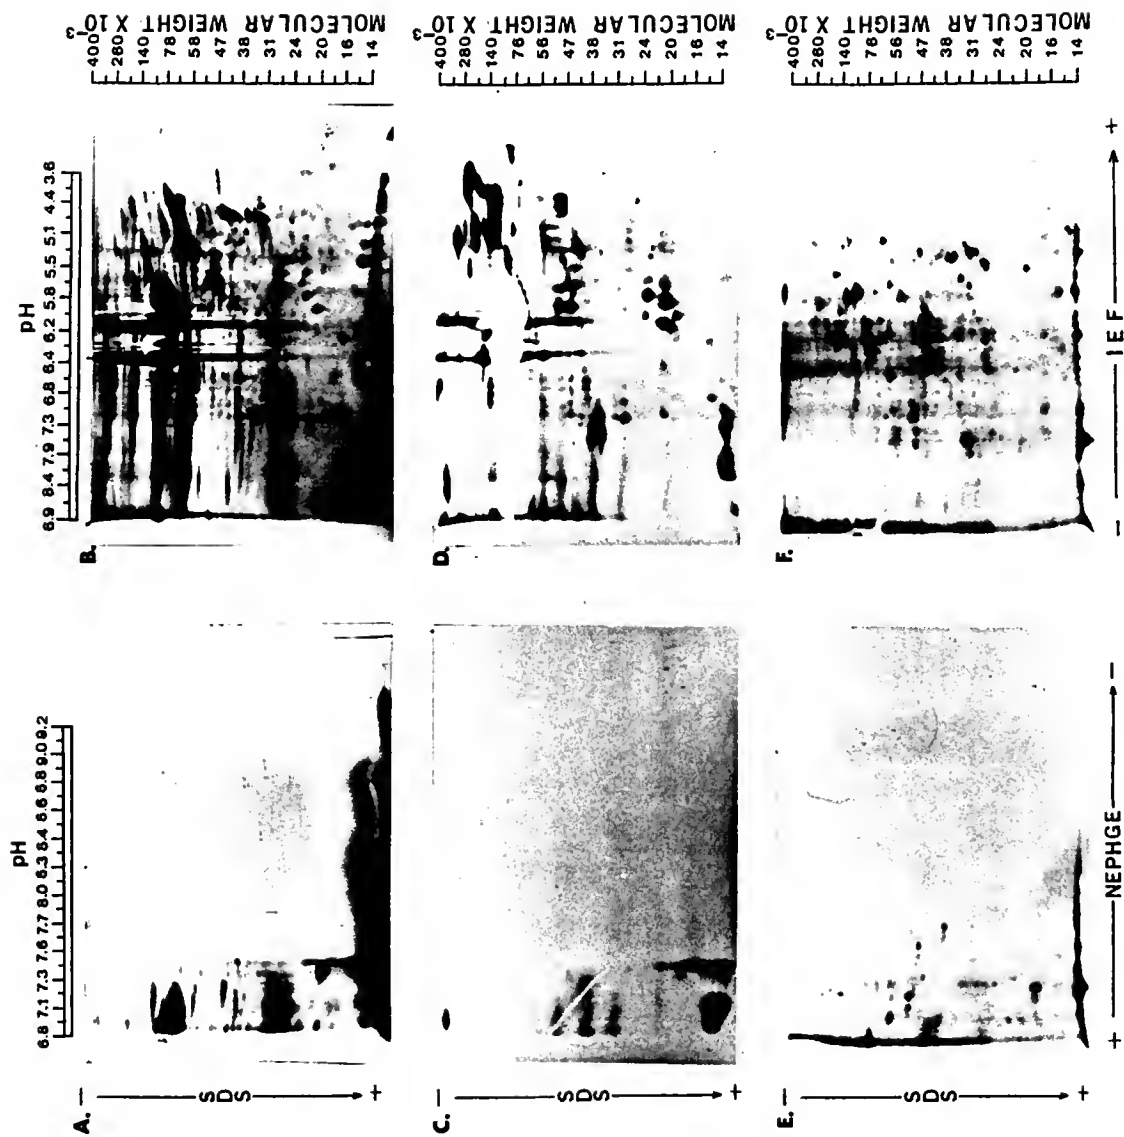 pH
6.8 7.1 7.3 7.6 7.7 8.0 8.3 8.4 8.6 8.8 9.0 9.2
pH
6.9 8.4 7.9 7.3 6.8 6.6 6.4 6.2 5.8 5.5 5.1 4.4 3.6
A.
− SDS +
B.
400 280 140 78 58 47 38 31 24 20 16 14
MOLECULAR WEIGHT X 10⁻³
C.
− SDS +
D.
400 280 140 76 56 47 38 31 24 20 16 14
MOLECULAR WEIGHT X 10⁻³
E.
− SDS +
F.
400 280 140 76 56 47 38 31 24 20 16 14
MOLECULAR WEIGHT X 10⁻³
+ NEPHGE −
− IEF +